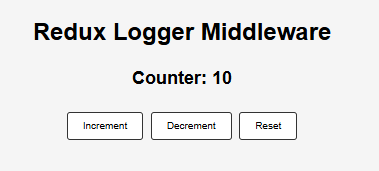 Redux Logger Middleware
Counter: 10
Increment Decrement Reset